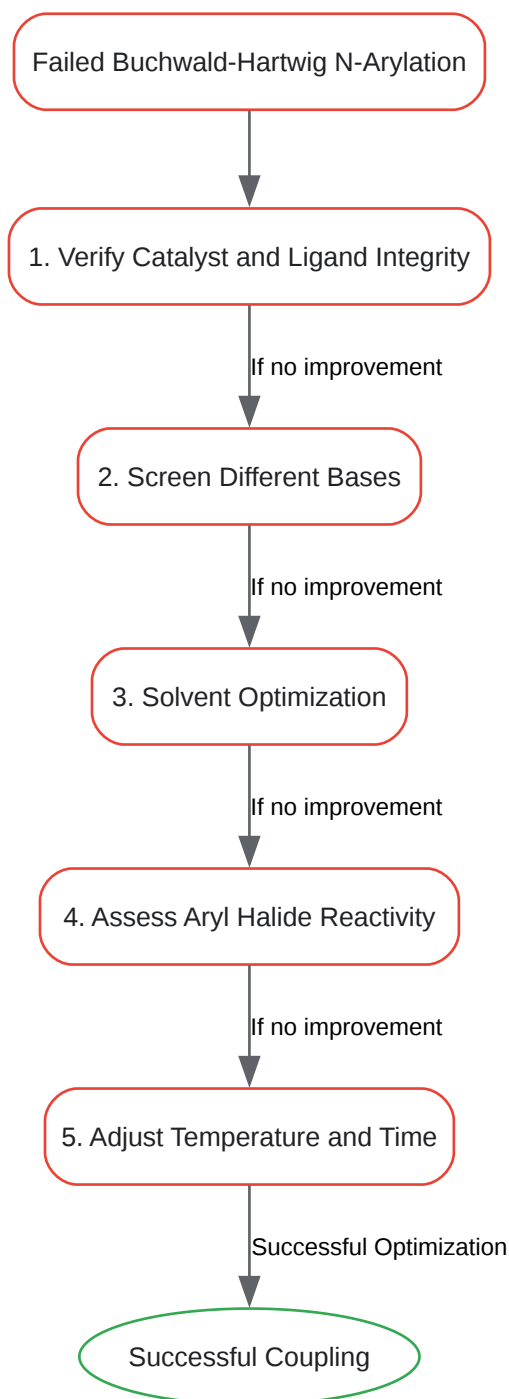 Failed Buchwald-Hartwig N-Arylation
1. Verify Catalyst and Ligand Integrity
If no improvement
2. Screen Different Bases
If no improvement
3. Solvent Optimization
If no improvement
4. Assess Aryl Halide Reactivity
If no improvement
5. Adjust Temperature and Time
Successful Optimization
Successful Coupling